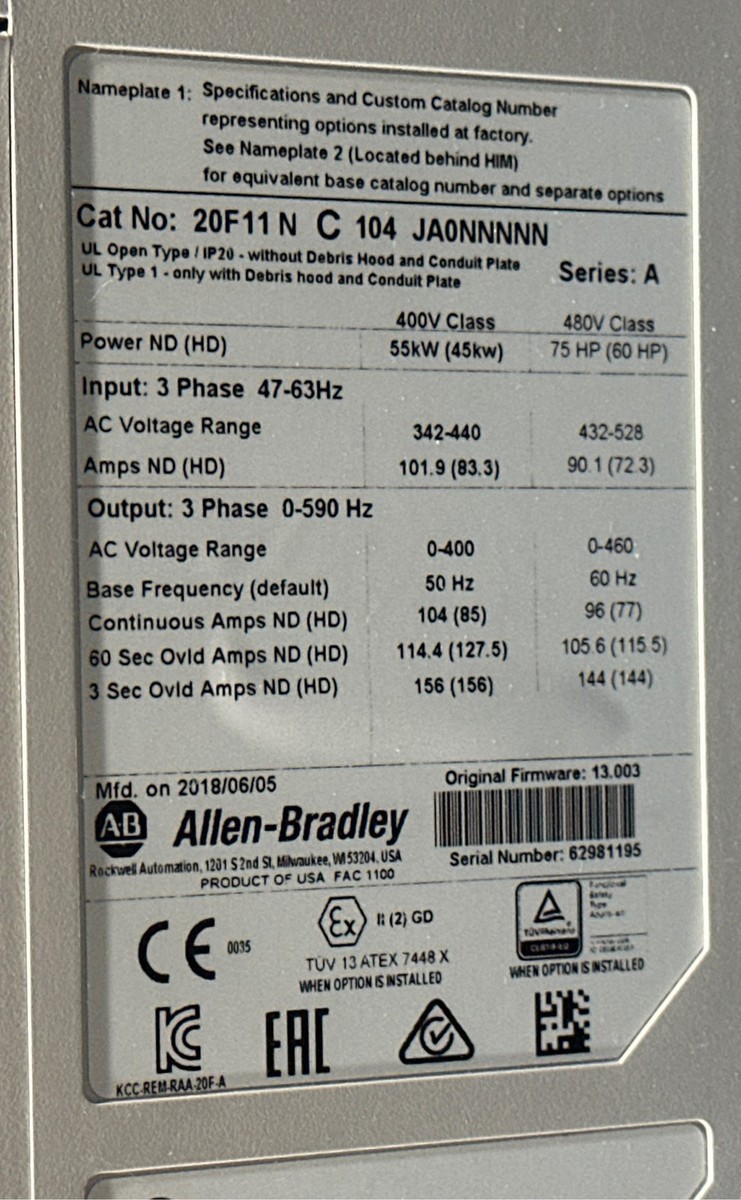 Nameplate 1: Specifications and Custom Catalog Number
representing options installed at factory.
See Nameplate 2 (Located behind HIM)
for equivalent base catalog number and separate options
Cat No: 20F11 N C 104 JA0NNNNN
UL Open Type / IP20 - without Debris Hood and Conduit Plate
UL Type 1 - only with Debris hood and Conduit Plate
Series: A
400V Class 480V Class
Power ND (HD) 55kW (45kw) 75 HP (60 HP)
Input: 3 Phase 47-63Hz
AC Voltage Range 342-440 432-528
Amps ND (HD) 101.9 (83.3) 90.1 (72.3)
Output: 3 Phase 0-590 Hz
AC Voltage Range 0-400 0-460
Base Frequency (default) 50 Hz 60 Hz
Continuous Amps ND (HD) 104 (85) 96 (77)
60 Sec Ovld Amps ND (HD) 114.4 (127.5) 105.6 (115.5)
3 Sec Ovld Amps ND (HD) 156 (156) 144 (144)
Mfd. on 2018/06/05
Original Firmware: 13.003
AB Allen-Bradley
Rockwell Automation, 1201 S 2nd St, Milwaukee, WI 53204, USA
PRODUCT OF USA FAC 1100
Serial Number: 62981195
CE 0035
Ex II (2) GD
TÜV 13 ATEX 7448 X
WHEN OPTION IS INSTALLED
TÜVRheinland
CERTIFIED
Functional
Safety
Type
Approved
WHEN OPTION IS INSTALLED
KC
KCC-REM-RAA-20F-A
EAC